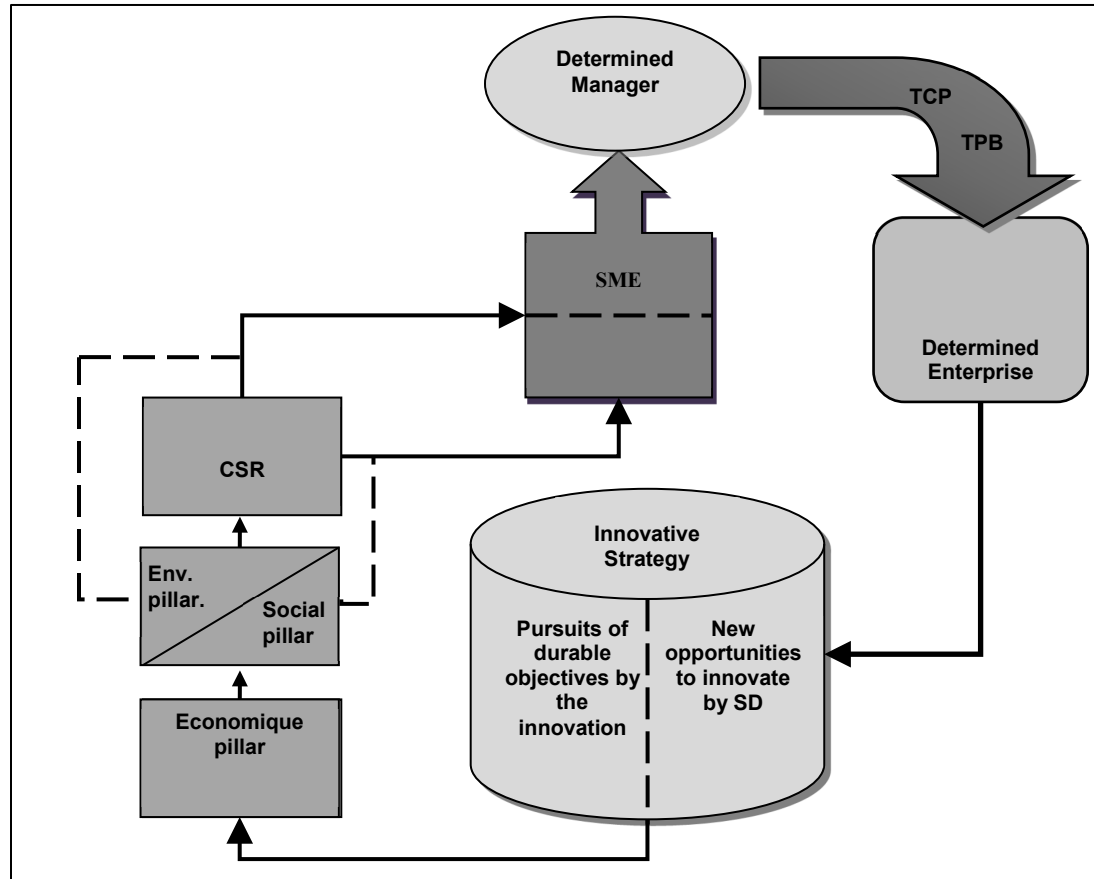 Determined
Manager
TCP
TPB
SME
Determined
Enterprise
CSR
Env.
pillar.
Social
pillar
Economique
pillar
Innovative
Strategy
Pursuits of
durable
objectives by
the
innovation
New
opportunities
to innovate
by SD